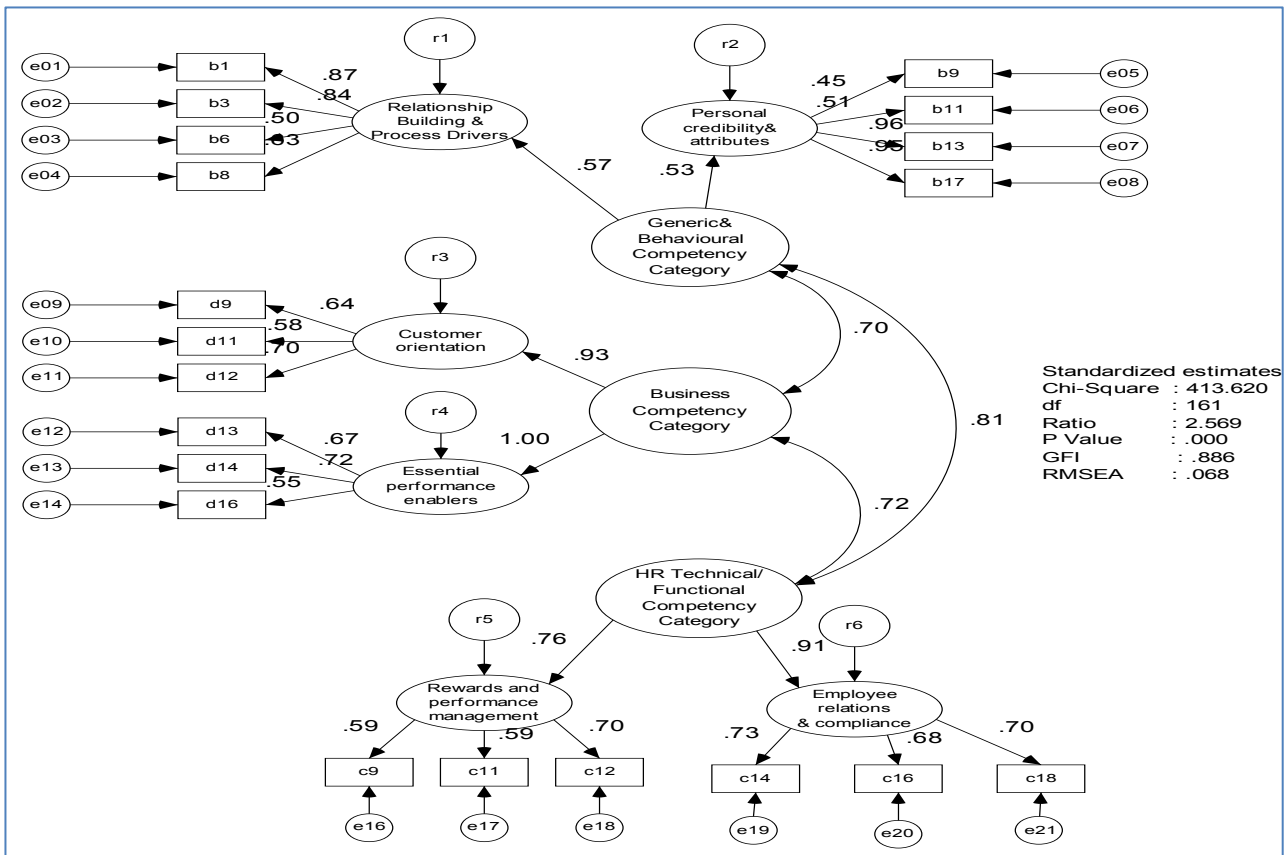 r1
r2
e01
b1
.87
e02
b3
.84
e03
b6
.50
e04
b8
Relationship
Building &
Process Drivers
.45
b9
e05
.51
b11
e06
.96
b13
e07
.95
b17
e08
Personal
credibility&
attributes
.57
.53
Generic&
Behavioural
Competency
Category
r3
e09
d9
.64
e10
d11
.58
e11
d12
.70
Customer
orientation
.93
.70
Business
Competency
Category
r4
e12
d13
.67
e13
d14
.72
e14
d16
.55
Essential
performance
enablers
1.00
.81
.72
Standardized estimates
Chi-Square : 413.620
df : 161
Ratio : 2.569
P Value : .000
GFI : .886
RMSEA : .068
HR Technical/
Functional
Competency
Category
r5
r6
.76
.91
Rewards and
performance
management
Employee
relations
& compliance
.59
.59
.70
.73
.68
.70
c9
c11
c12
c14
c16
c18
e16
e17
e18
e19
e20
e21